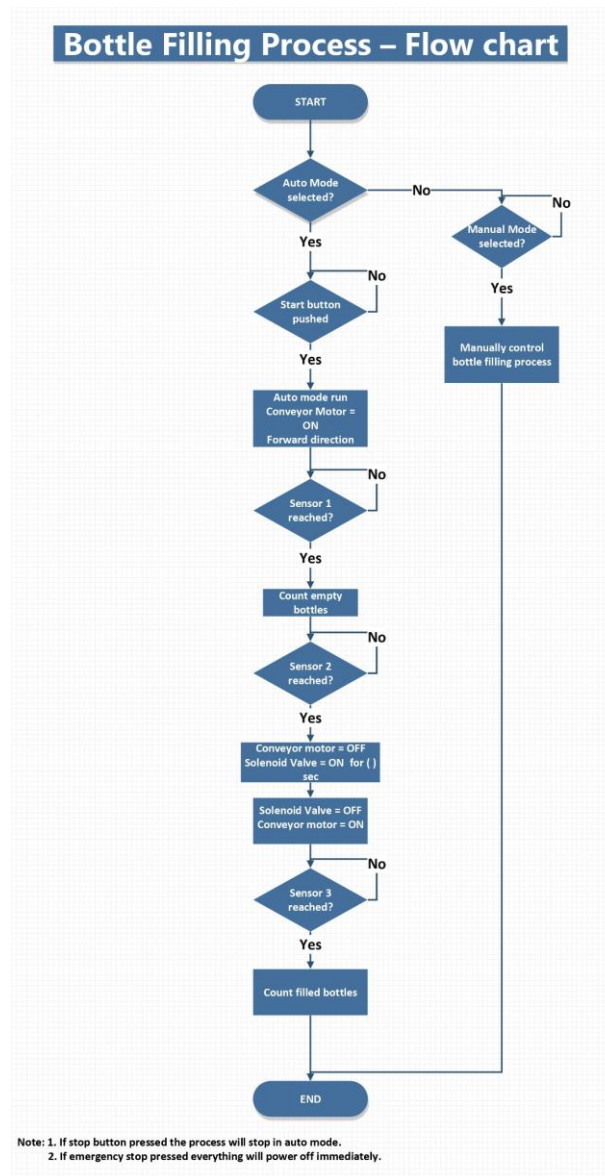 Bottle Filling Process – Flow chart
START
Auto Mode
selected?
No
No
Manual Mode
selected?
Yes
Yes
No
Start button
pushed
Manually control
bottle filling process
Yes
Auto mode run
Conveyor Motor =
ON
Forward direction
No
Sensor 1
reached?
Yes
Count empty
bottles
No
Sensor 2
reached?
Yes
Conveyor motor = OFF
Solenoid Valve = ON for ( )
sec
Solenoid Valve = OFF
Conveyor motor = ON
No
Sensor 3
reached?
Yes
Count filled bottles
END
Note: 1. If stop button pressed the process will stop in auto mode.
2. If emergency stop pressed everything will power off immediately.